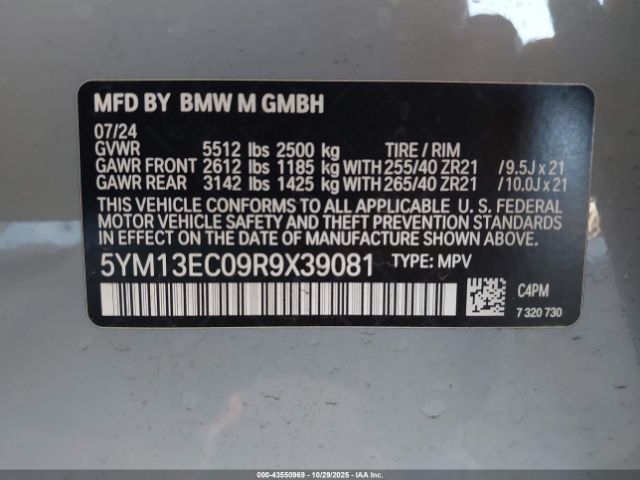 MFD BY BMW M GMBH
07/24
GVWR 5512 lbs 2500 kg TIRE / RIM
GAWR FRONT 2612 lbs 1185 kg WITH 255/40 ZR21 / 9.5J x 21
GAWR REAR 3142 lbs 1425 kg WITH 265/40 ZR21 / 10.0J x 21
THIS VEHICLE CONFORMS TO ALL APPLICABLE U. S. FEDERAL
MOTOR VEHICLE SAFETY AND THEFT PREVENTION STANDARDS
IN EFFECT ON THE DATE OF MANUFACTURE SHOWN ABOVE.
5YM13EC09R9X39081 TYPE: MPV
C4PM
7 320 730
000-43550969 10/29/2025 IAAI.COM